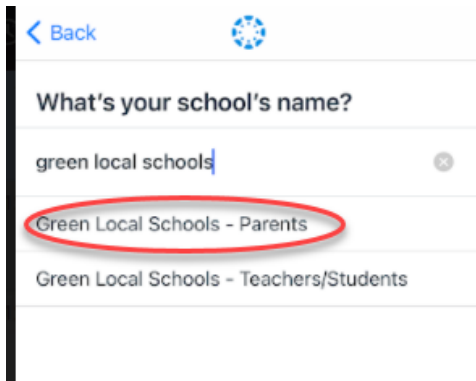 Back
What's your school's name?
green local schools
Green Local Schools - Parents
Green Local Schools - Teachers/Students